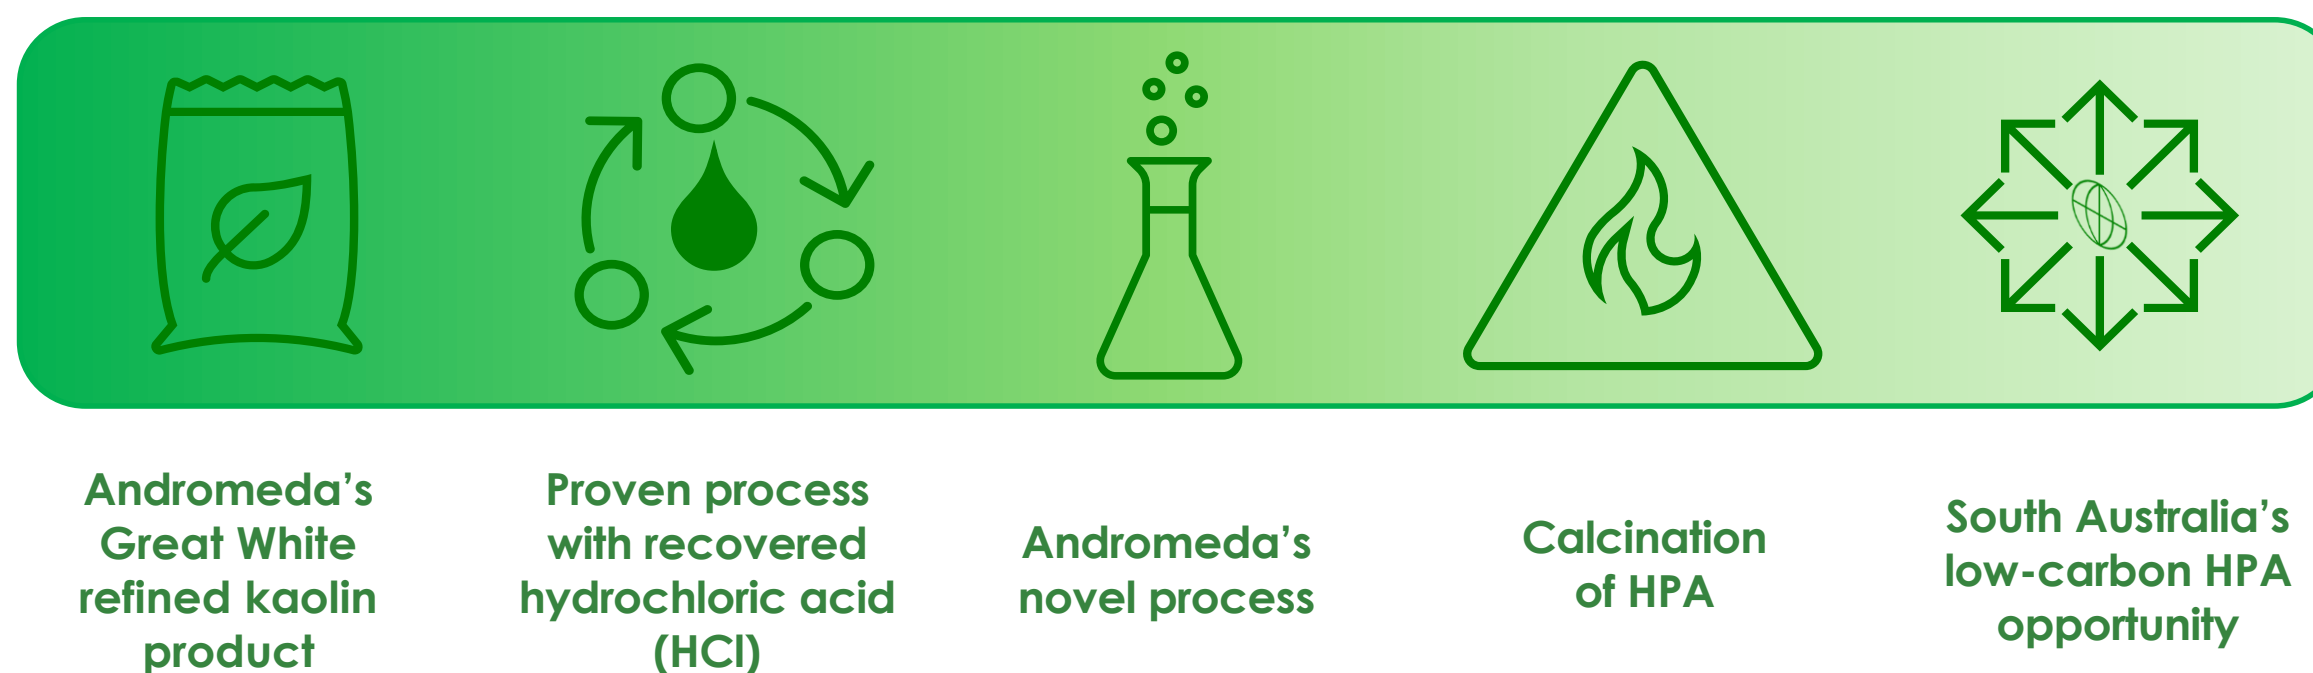 Andromeda’s
Great White
refined kaolin
product
Proven process
with recovered
hydrochloric acid
(HCl)
Andromeda’s
novel process
Calcination
of HPA
South Australia’s
low-carbon HPA
opportunity